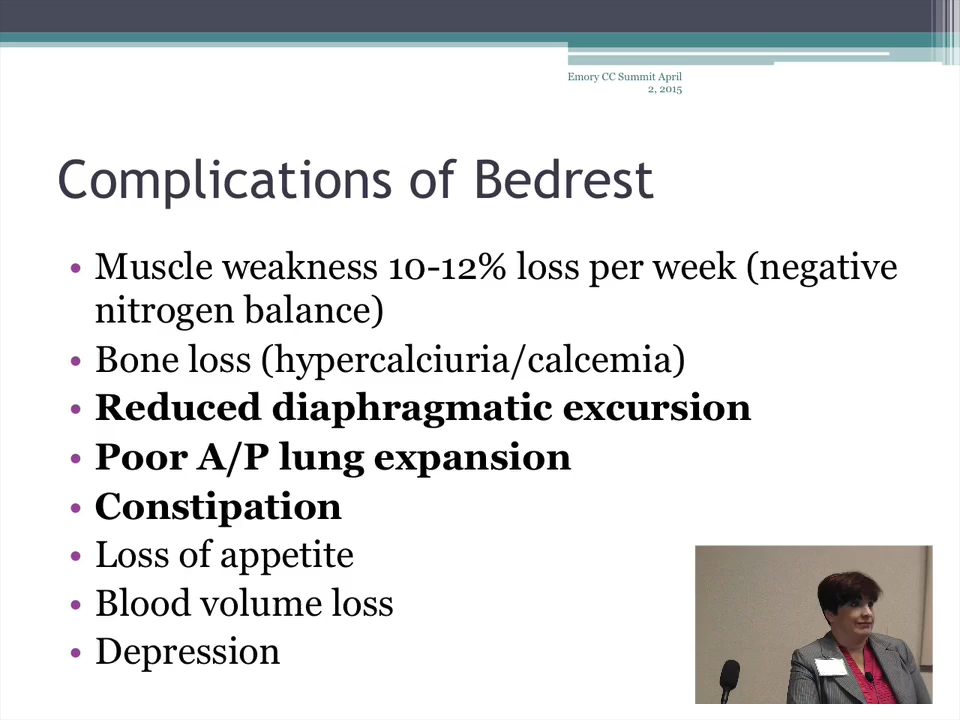 Emory CC Summit April
2, 2015
Complications of Bedrest
• Muscle weakness 10-12% loss per week (negative
nitrogen balance)
• Bone loss (hypercalciuria/calcemia)
• Reduced diaphragmatic excursion
• Poor A/P lung expansion
• Constipation
• Loss of appetite
• Blood volume loss
• Depression